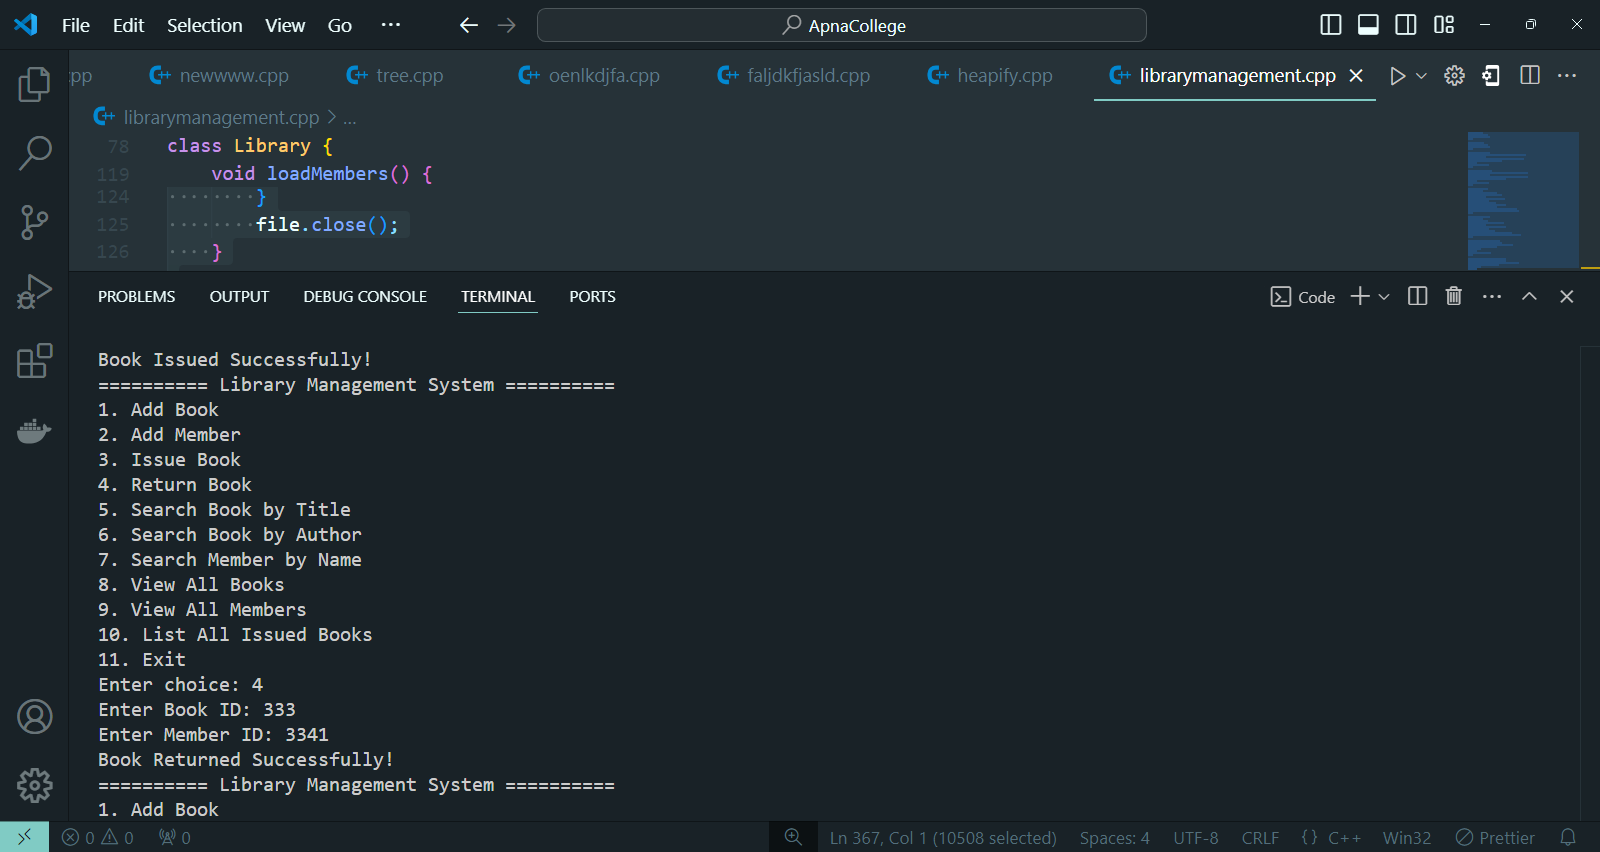 File Edit Selection View Go ··· ApnaCollege
pp newwww.cpp tree.cpp oenlkdjfa.cpp faljdkfjasld.cpp heapify.cpp librarymanagement.cpp
librarymanagement.cpp > ...
78 class Library {
119 void loadMembers() {
124 }
125 file.close();
126 }
PROBLEMS OUTPUT DEBUG CONSOLE TERMINAL PORTS Code
Book Issued Successfully!
========== Library Management System ==========
1. Add Book
2. Add Member
3. Issue Book
4. Return Book
5. Search Book by Title
6. Search Book by Author
7. Search Member by Name
8. View All Books
9. View All Members
10. List All Issued Books
11. Exit
Enter choice: 4
Enter Book ID: 333
Enter Member ID: 3341
Book Returned Successfully!
========== Library Management System ==========
1. Add Book
0 0 0 Ln 367, Col 1 (10508 selected) Spaces: 4 UTF-8 CRLF {} C++ Win32 Prettier